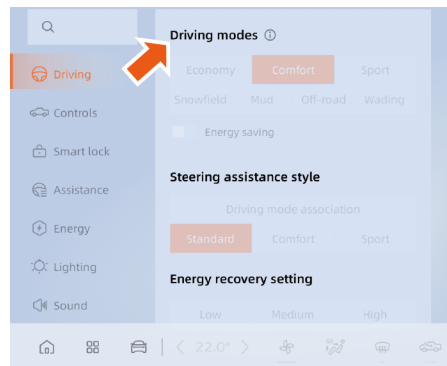 Driving modes
Driving
Economy Comfort Sport
Snowfield Mud Off-road Wading
Controls
Energy saving
Smart lock
Steering assistance style
Assistance
Driving mode association
Energy
Standard Comfort Sport
Lighting
Energy recovery setting
Sound
Low Medium High
22.0°